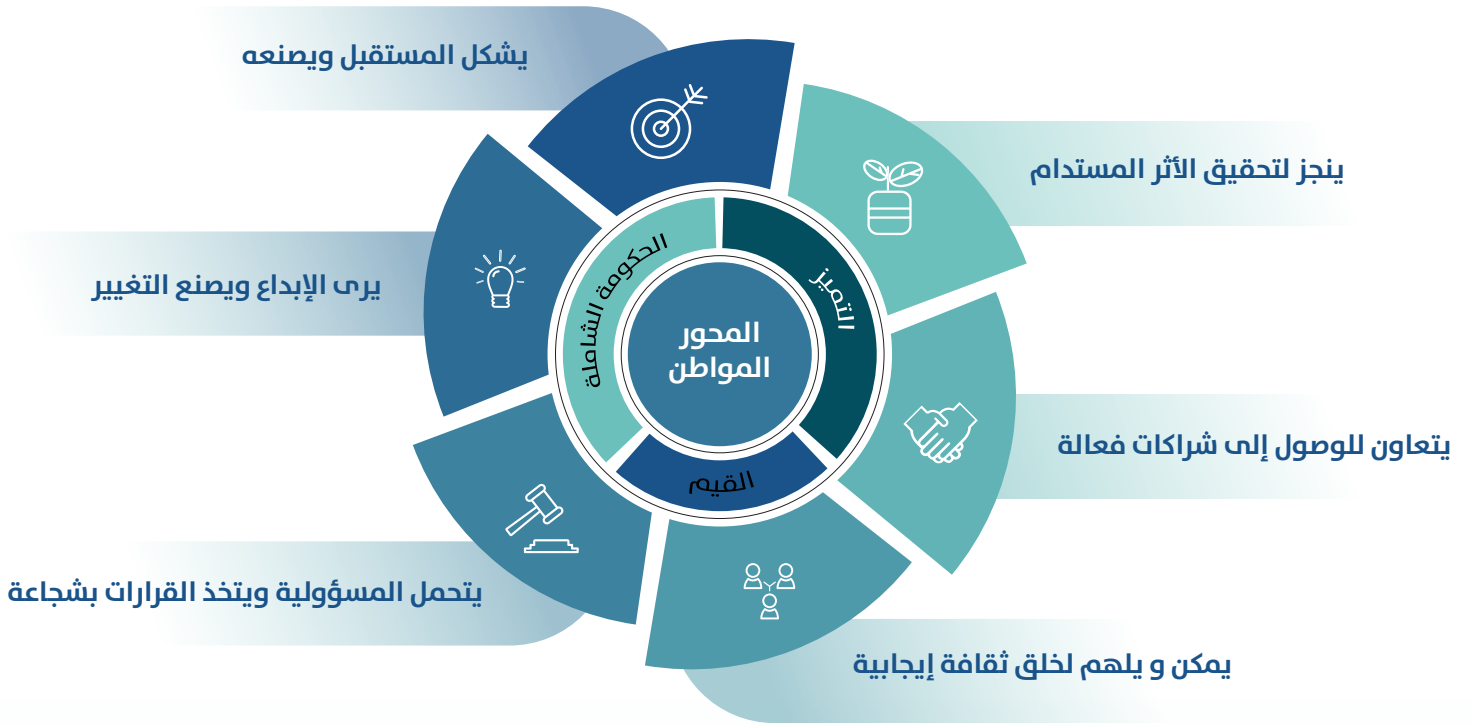 يشكل المستقبل ويصنعه
ينجز لتحقيق الأثر المستدام
يرى الإبداع ويصنع التغيير
الحكومة الشاملة
التميز
المحور
المواطن
القيم
يتعاون للوصول إلى شراكات فعالة
يتحمل المسؤولية ويتخذ القرارات بشجاعة
يمكن و يلهم لخلق ثقافة إيجابية